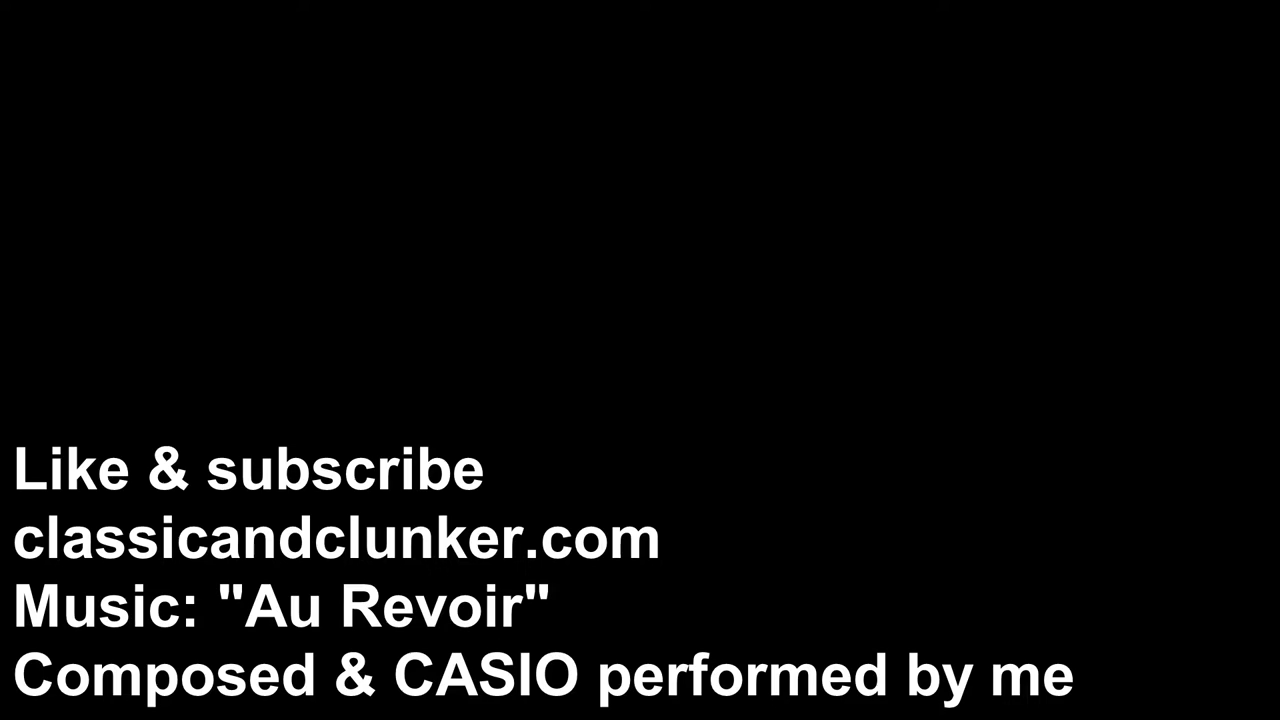 Like & subscribe
classicandclunker.com
Music: "Au Revoir"
Composed & CASIO performed by me